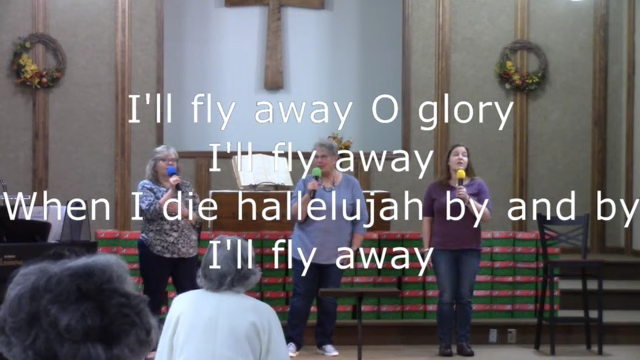 I'll fly away O glory
I'll fly away
When I die hallelujah by and by
I'll fly away